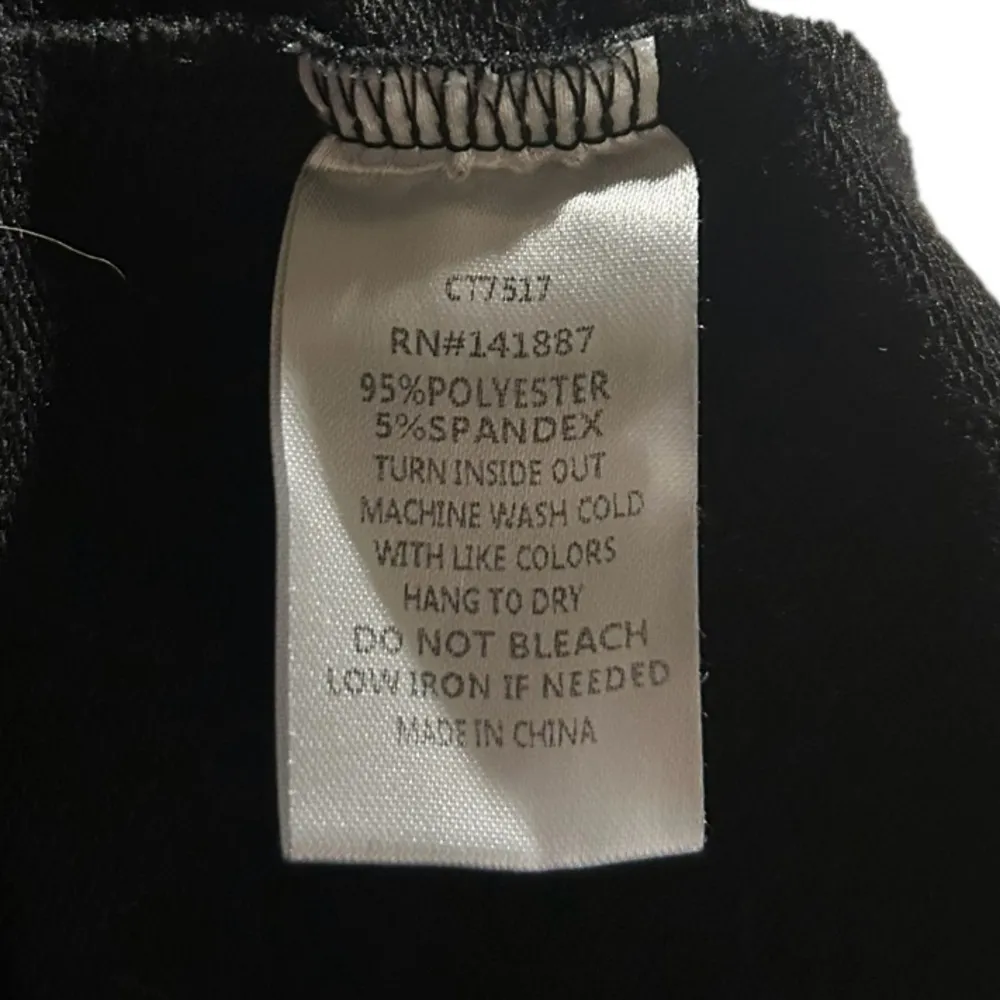 CT7517
RN#141887
95%POLYESTER
5%SPANDEX
TURN INSIDE OUT
MACHINE WASH COLD
WITH LIKE COLORS
HANG TO DRY
DO NOT BLEACH
LOW IRON IF NEEDED
MADE IN CHINA